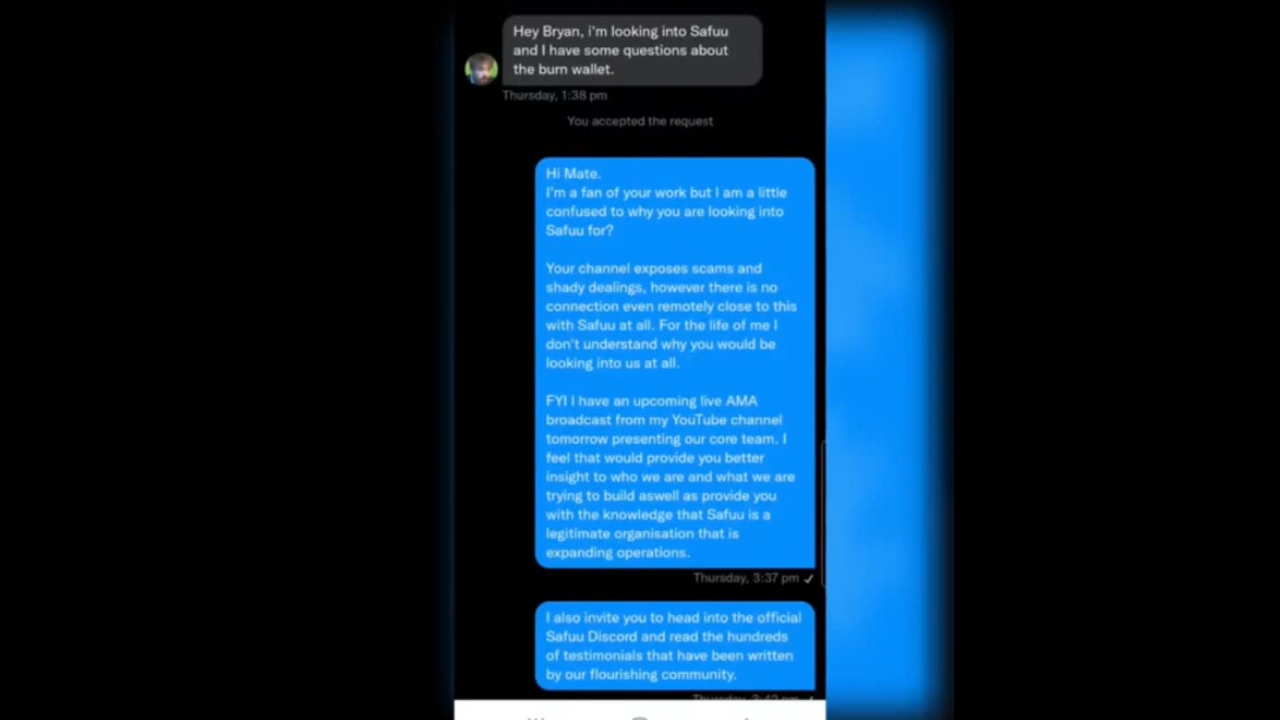 Hey Bryan, i'm looking into Safuu
and I have some questions about
the burn wallet.
Thursday, 1:38 pm
You accepted the request
Hi Mate.
I'm a fan of your work but I am a little
confused to why you are looking into
Safuu for?
Your channel exposes scams and
shady dealings, however there is no
connection even remotely close to this
with Safuu at all. For the life of me I
don't understand why you would be
looking into us at all.
FYI I have an upcoming live AMA
broadcast from my YouTube channel
tomorrow presenting our core team. I
feel that would provide you better
insight to who we are and what we are
trying to build aswell as provide you
with the knowledge that Safuu is a
legitimate organisation that is
expanding operations.
Thursday, 3:37 pm
I also invite you to head into the official
Safuu Discord and read the hundreds
of testimonials that have been written
by our flourishing community.
Thursday, 3:42 pm